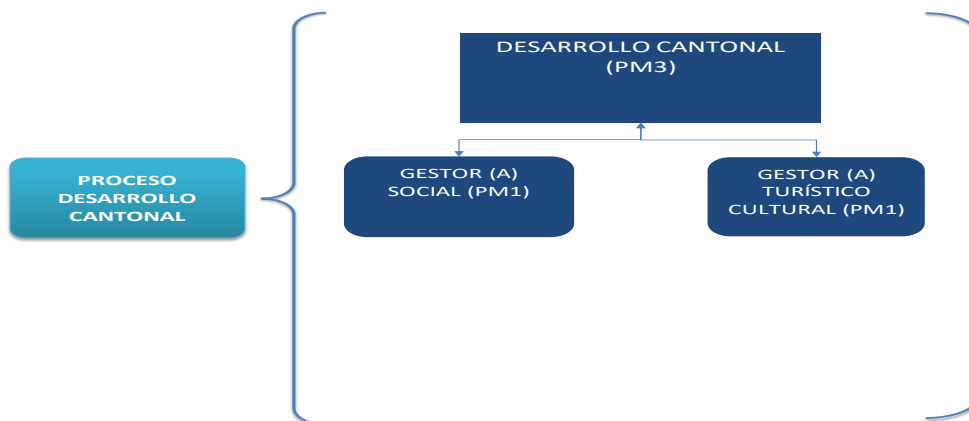 PROCESO
DESARROLLO
CANTONAL
DESARROLLO CANTONAL
(PM3)
GESTOR (A)
SOCIAL (PM1)
GESTOR (A)
TURÍSTICO
CULTURAL (PM1)